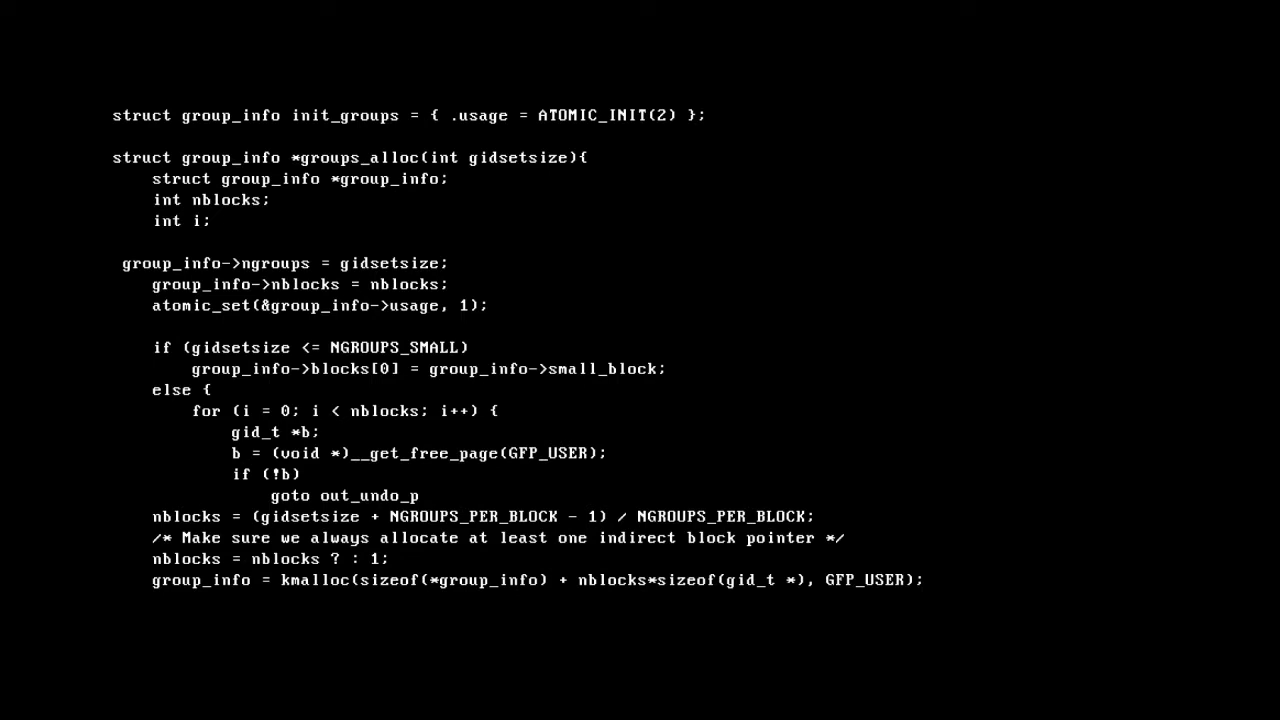 struct group_info init_groups = { .usage = ATOMIC_INIT(2) };
struct group_info *groups_alloc(int gidsetsize){
struct group_info *group_info;
int nblocks;
int i;
group_info->ngroups = gidsetsize;
group_info->nblocks = nblocks;
atomic_set(&group_info->usage, 1);
if (gidsetsize <= NGROUPS_SMALL)
group_info->blocks[0] = group_info->small_block;
else {
for (i = 0; i < nblocks; i++) {
gid_t *b;
b = (void *)__get_free_page(GFP_USER);
if (!b)
goto out_undo_p
nblocks = (gidsetsize + NGROUPS_PER_BLOCK - 1) / NGROUPS_PER_BLOCK;
/* Make sure we always allocate at least one indirect block pointer */
nblocks = nblocks ? : 1;
group_info = kmalloc(sizeof(*group_info) + nblocks*sizeof(gid_t *), GFP_USER);